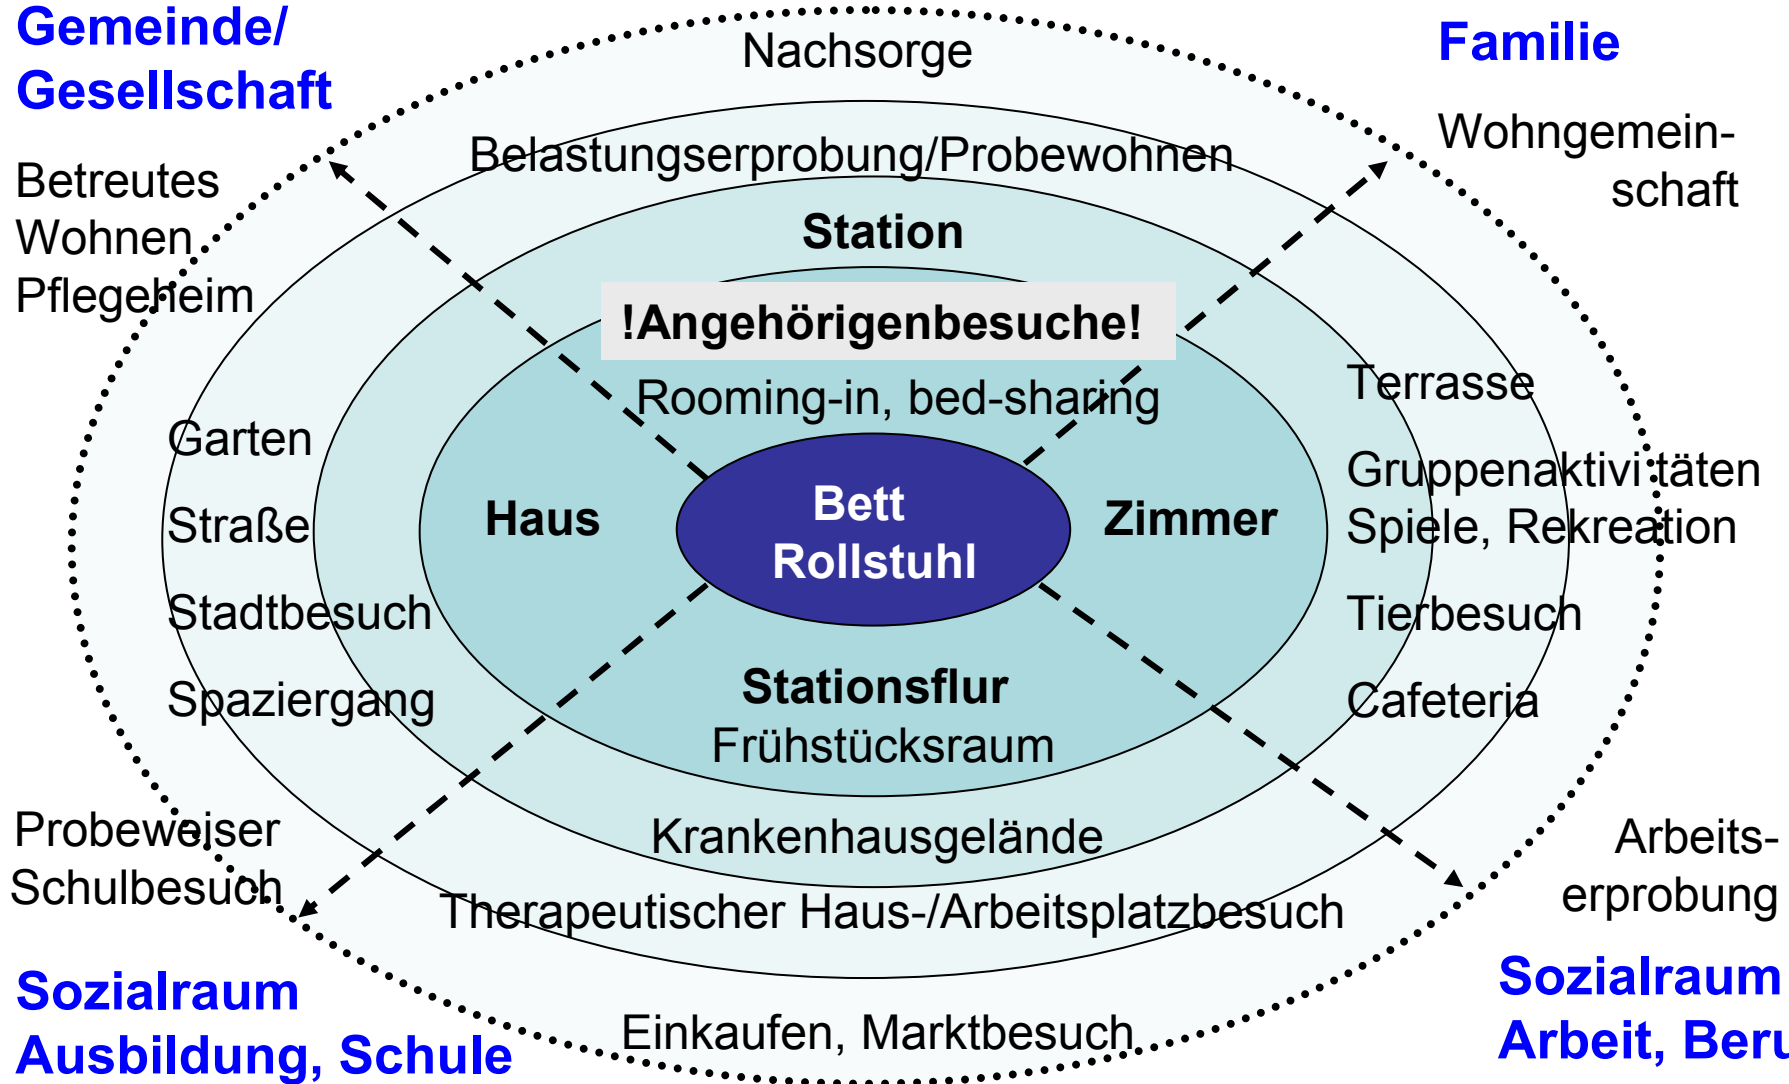 Gemeinde/
Gesellschaft
Nachsorge
Familie
Wohngemein-
schaft
Betreutes
Wohnen
Pflegeheim
Belastungserprobung/Probewohnen
Station
!Angehörigenbesuche!
Rooming-in, bed-sharing
Garten
Straße
Stadtbesuch
Spaziergang
Haus
Bett
Rollstuhl
Zimmer
Terrasse
Gruppenaktivi täten
Spiele, Rekreation
Tierbesuch
Cafeteria
Stationsflur
Frühstücksraum
Krankenhausgelände
Therapeutischer Haus-/Arbeitsplatzbesuch
Einkaufen, Marktbesuch
Probeweiser
Schulbesuch
Sozialraum
Ausbildung, Schule
Arbeits-
erprobung
Sozialraum
Arbeit, Beru